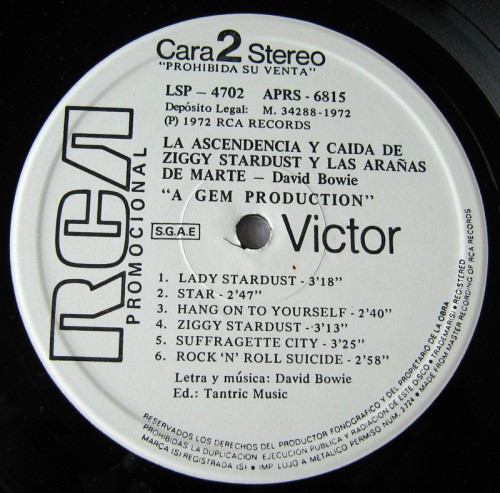 Cara 2 Stereo
"PROHIBIDA SU VENTA"
LSP - 4702 APRS - 6815
Depósito Legal: M. 34288-1972
(P) 1972 RCA RECORDS
LA ASCENDENCIA Y CAIDA DE
ZIGGY STARDUST Y LAS ARAÑAS
DE MARTE - David Bowie
"A GEM PRODUCTION"
RCA
PROMOCIONAL
S.G.A.E
Victor
1. LADY STARDUST - 3'18"
2. STAR - 2'47"
3. HANG ON TO YOURSELF - 2'40"
4. ZIGGY STARDUST - 3'13"
5. SUFFRAGETTE CITY - 3'25"
6. ROCK 'N' ROLL SUICIDE - 2'58"
Letra y música: David Bowie
Ed.: Tantric Music
RESERVADOS LOS DERECHOS DEL PRODUCTOR FONOGRAFICO Y DEL PROPIETARIO DE LA OBRA
PROHIBIDAS LA DUPLICACION EJECUCION PUBLICA Y RADIACION DE ESTE DISCO • TRADEMARK(S) • REGISTERED
MARCA (S) REGISTRADA (S) • IMP. LUJO A METALICO PERMISO NUM. 3.724 • MADE FROM MASTER RECORDING OF RCA RECORDS